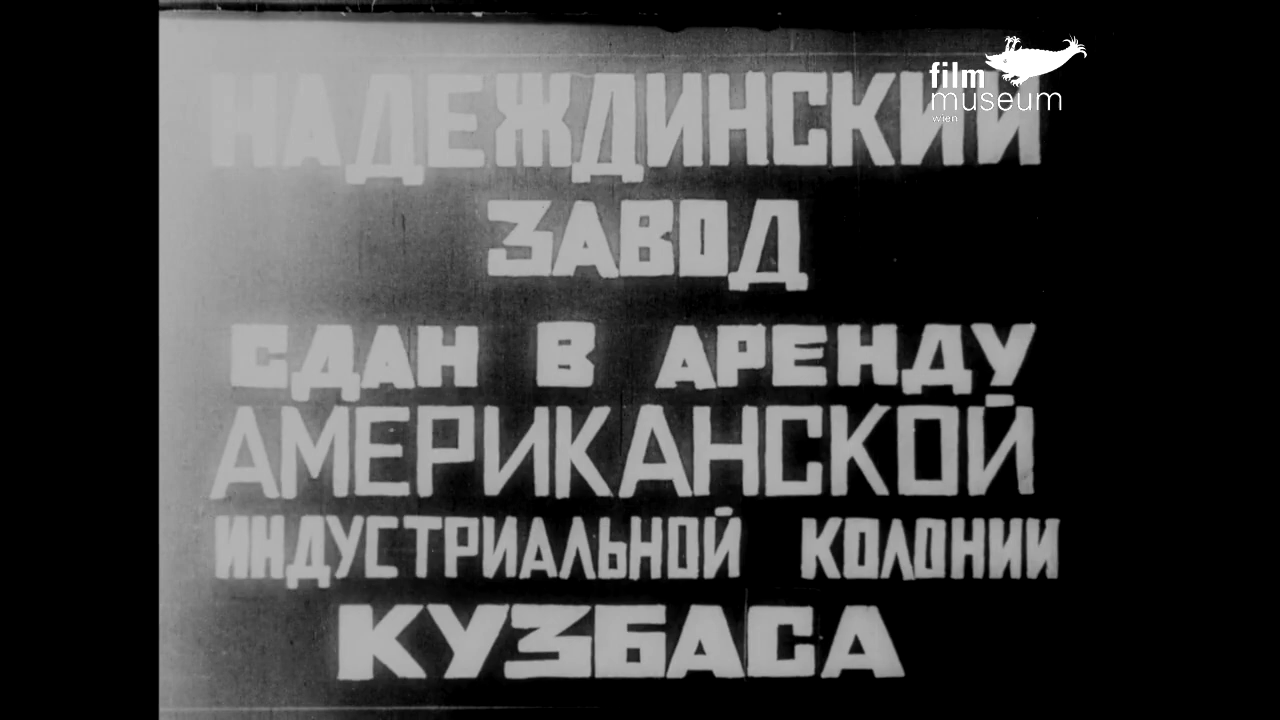 film
museum
wien
НАДЕЖДИНСКИЙ
ЗАВОД
СДАН В АРЕНДУ
АМЕРИКАНСКОЙ
ИНДУСТРИАЛЬНОЙ КОЛОНИИ
КУЗБАСА